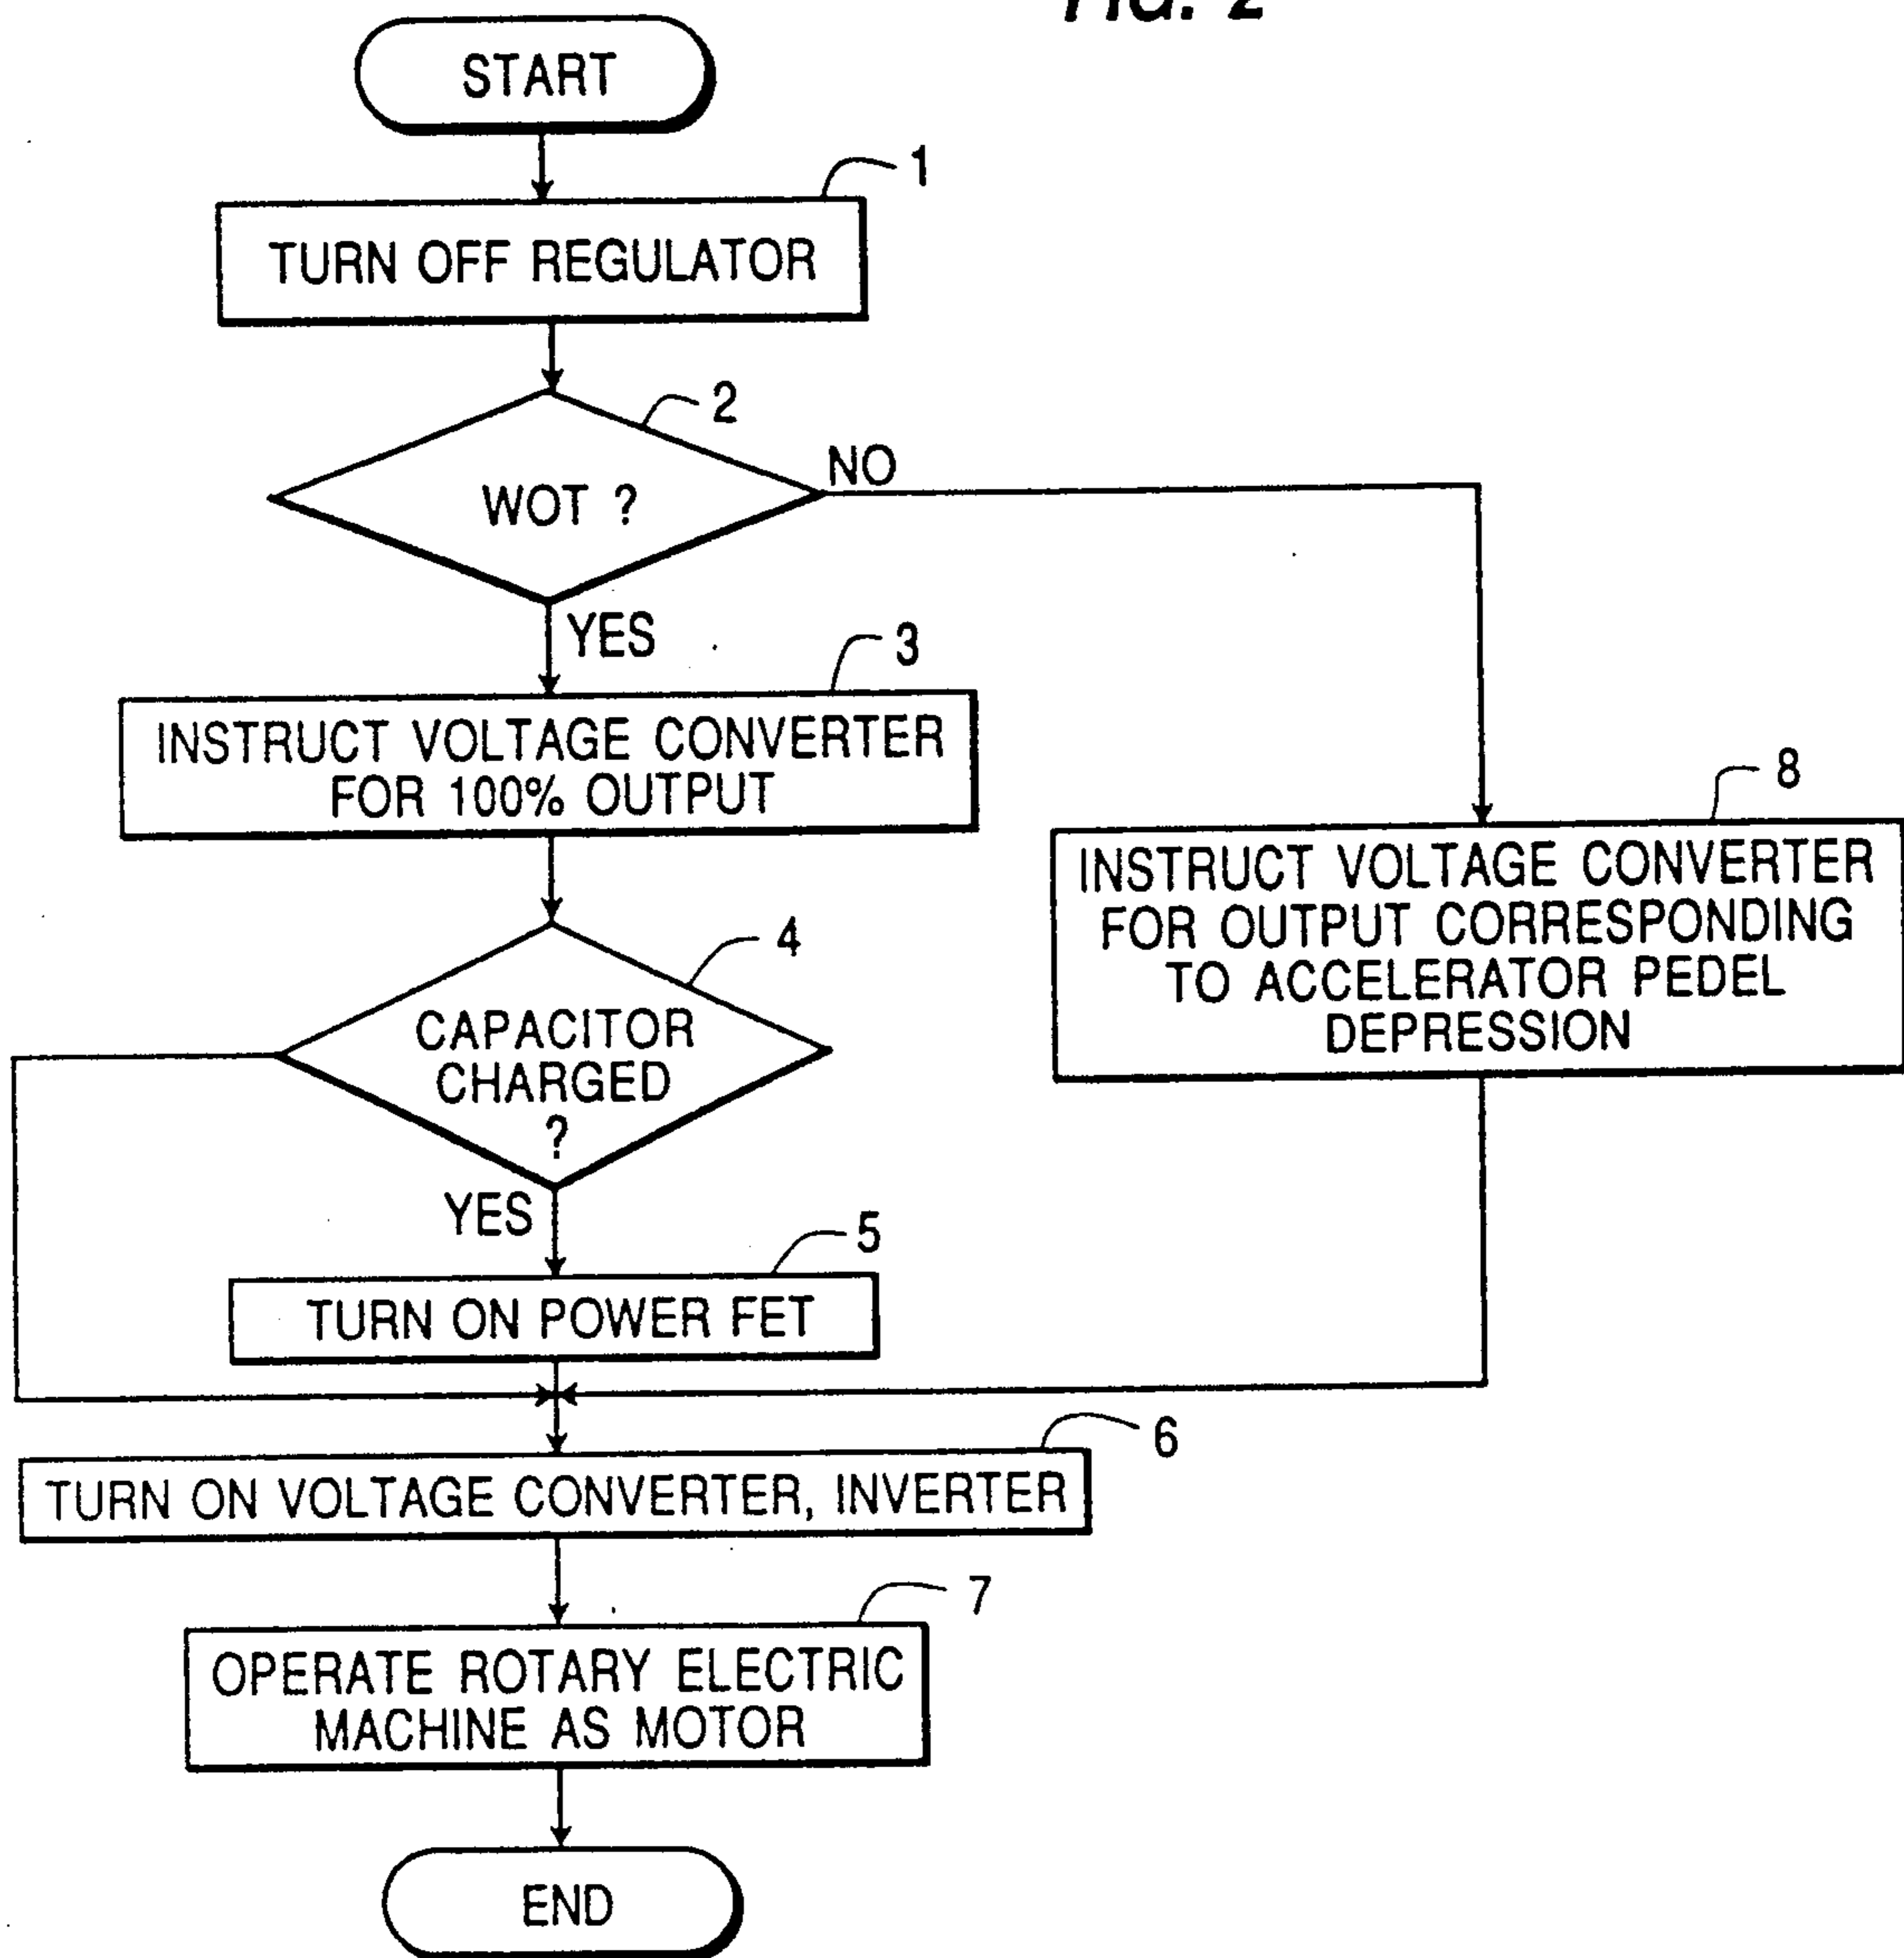 FIG. 2
START
1
TURN OFF REGULATOR
2
WOT ?
NO
YES
3
INSTRUCT VOLTAGE CONVERTER
FOR 100% OUTPUT
8
INSTRUCT VOLTAGE CONVERTER
FOR OUTPUT CORRESPONDING
TO ACCELERATOR PEDEL
DEPRESSION
4
CAPACITOR
CHARGED
?
YES
5
TURN ON POWER FET
6
TURN ON VOLTAGE CONVERTER, INVERTER
7
OPERATE ROTARY ELECTRIC
MACHINE AS MOTOR
END